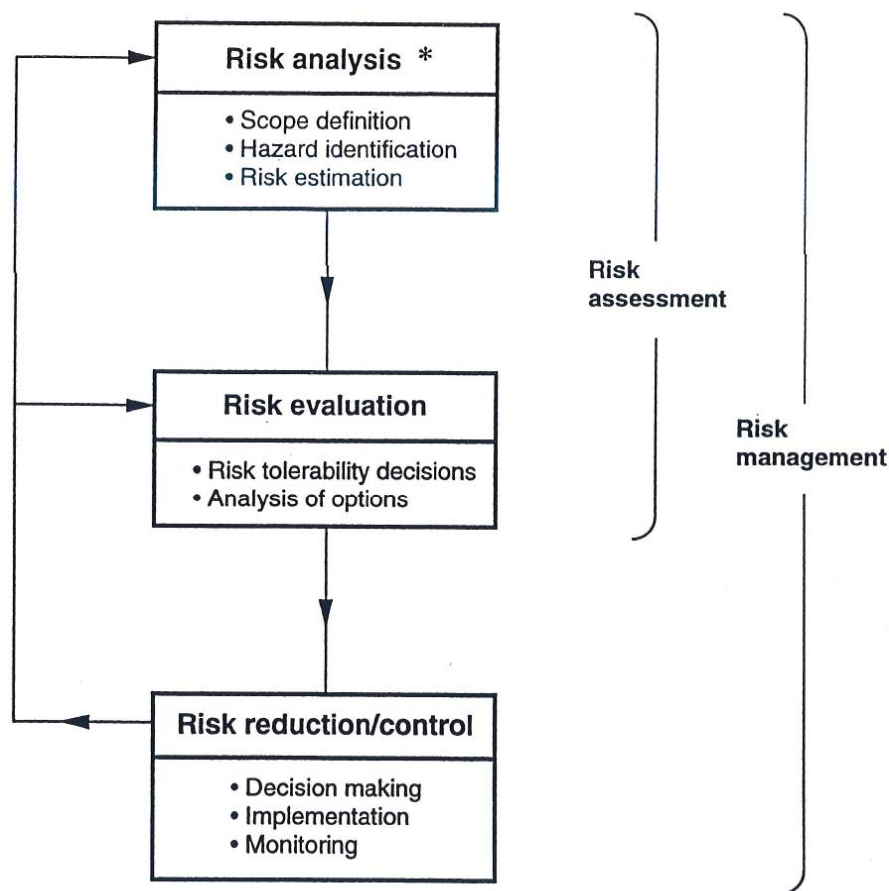 Risk analysis *
• Scope definition
• Hazard identification
• Risk estimation
Risk
assessment
Risk evaluation
• Risk tolerability decisions
• Analysis of options
Risk
management
Risk reduction/control
• Decision making
• Implementation
• Monitoring